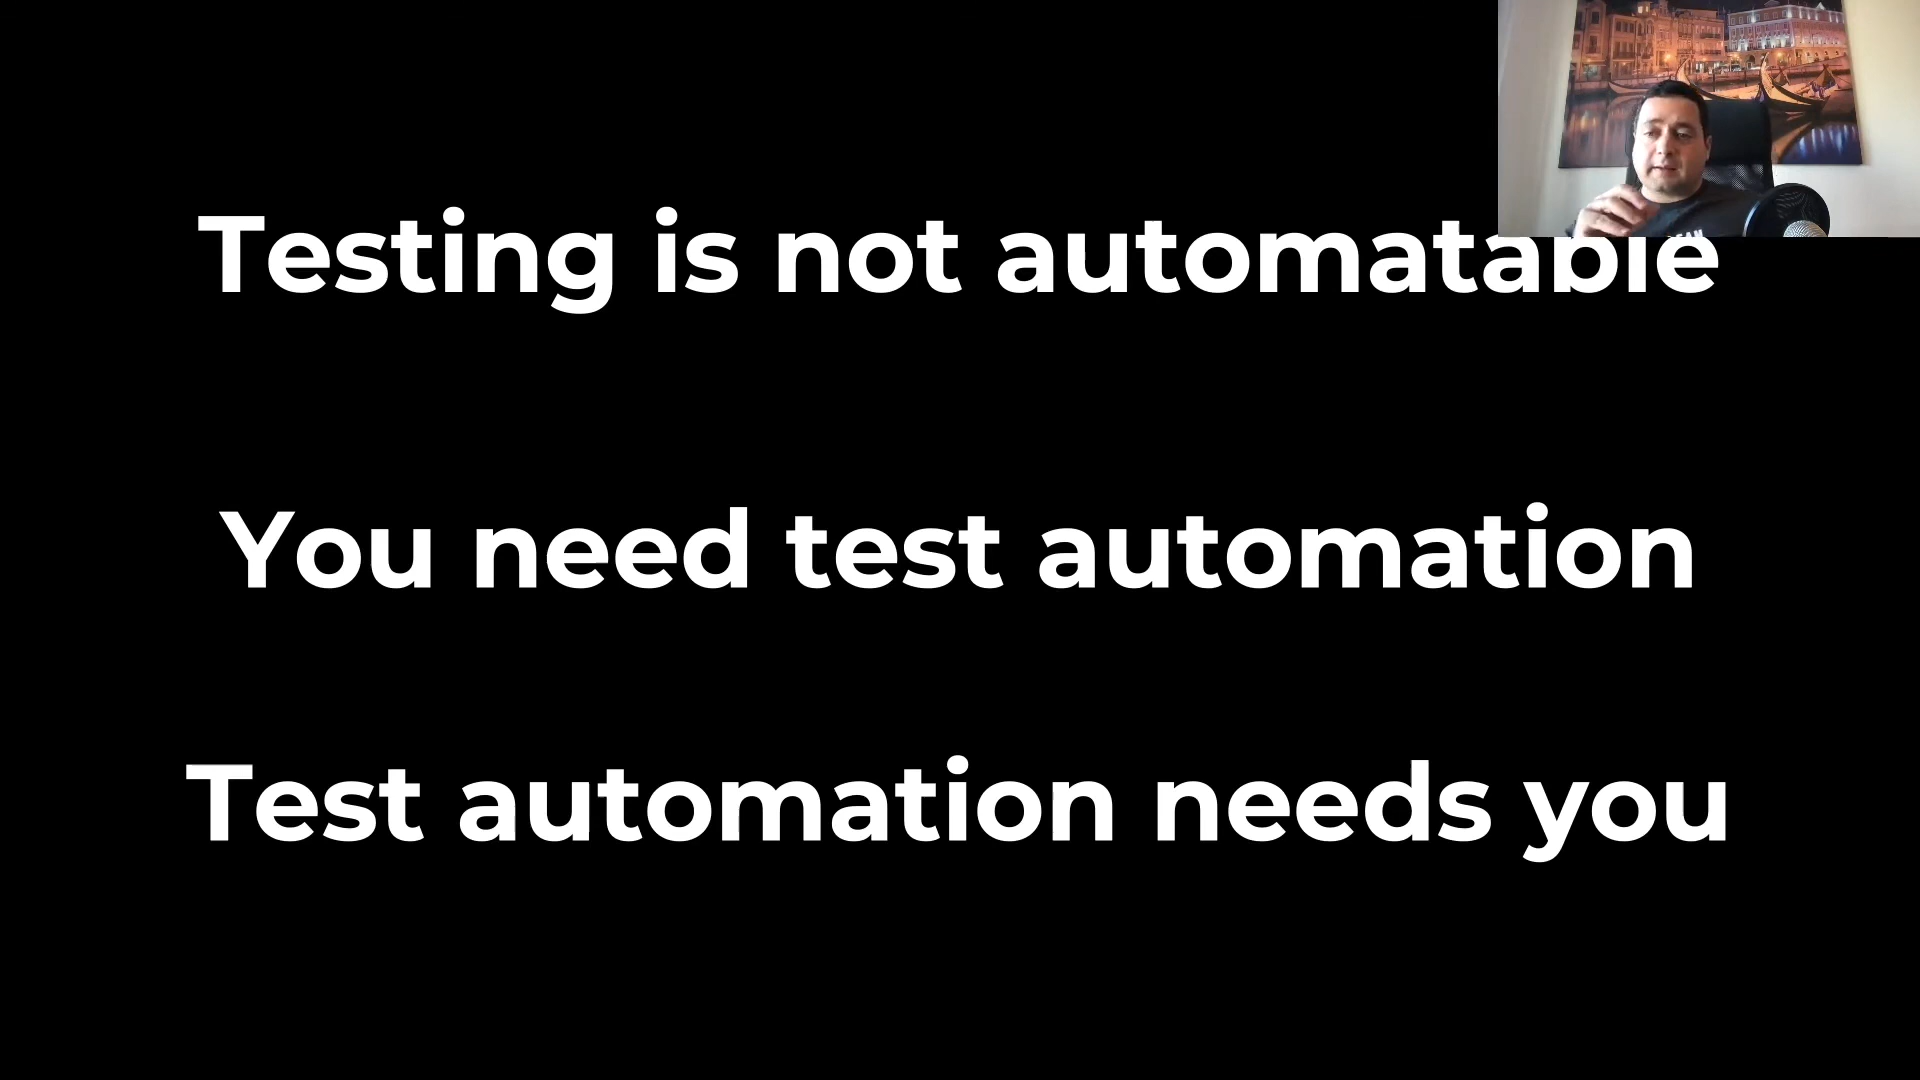 Testing is not automatable
You need test automation
Test automation needs you